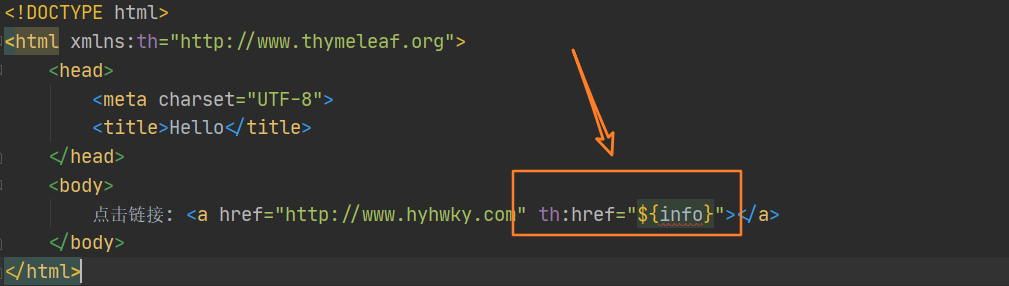 <!DOCTYPE html>
<html xmlns:th="http://www.thymeleaf.org">
<head>
<meta charset="UTF-8">
<title>Hello</title>
</head>
<body>
点击链接: <a href="http://www.hyhwky.com" th:href="${info}"></a>
</body>
</html>